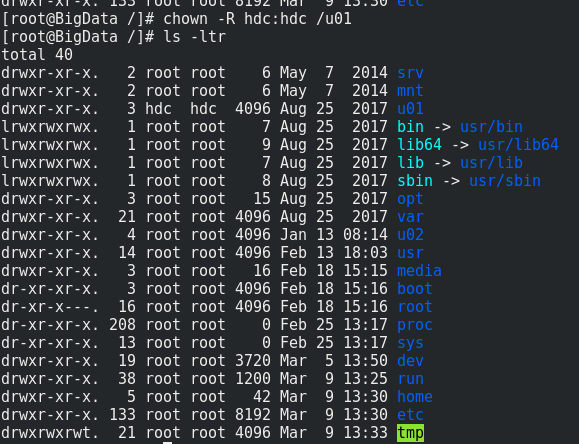 drwxr-xr-x. 133 root root 8192 Mar  9 13:30 etc
[root@BigData /]# chown -R hdc:hdc /u01
[root@BigData /]# ls -ltr
total 40
drwxr-xr-x.   2 root root    6 May  7  2014 srv
drwxr-xr-x.   2 root root    6 May  7  2014 mnt
drwxr-xr-x.   3 hdc  hdc  4096 Aug 25  2017 u01
lrwxrwxrwx.   1 root root    7 Aug 25  2017 bin -> usr/bin
lrwxrwxrwx.   1 root root    9 Aug 25  2017 lib64 -> usr/lib64
lrwxrwxrwx.   1 root root    7 Aug 25  2017 lib -> usr/lib
lrwxrwxrwx.   1 root root    8 Aug 25  2017 sbin -> usr/sbin
drwxr-xr-x.   3 root root   15 Aug 25  2017 opt
drwxr-xr-x.  21 root root 4096 Aug 25  2017 var
drwxr-xr-x.   4 root root 4096 Jan 13 08:14 u02
drwxr-xr-x.  14 root root 4096 Feb 13 18:03 usr
drwxr-xr-x.   3 root root   16 Feb 18 15:15 media
dr-xr-xr-x.   4 root root 4096 Feb 18 15:16 boot
dr-xr-x---.  16 root root 4096 Feb 18 15:16 root
dr-xr-xr-x. 208 root root    0 Feb 25 13:17 proc
dr-xr-xr-x.  13 root root    0 Feb 25 13:17 sys
drwxr-xr-x.  19 root root 3720 Mar  5 13:50 dev
drwxr-xr-x.  38 root root 1200 Mar  9 13:25 run
drwxr-xr-x.   5 root root   42 Mar  9 13:30 home
drwxr-xr-x. 133 root root 8192 Mar  9 13:30 etc
drwxrwxrwt.  21 root root 4096 Mar  9 13:33 tmp